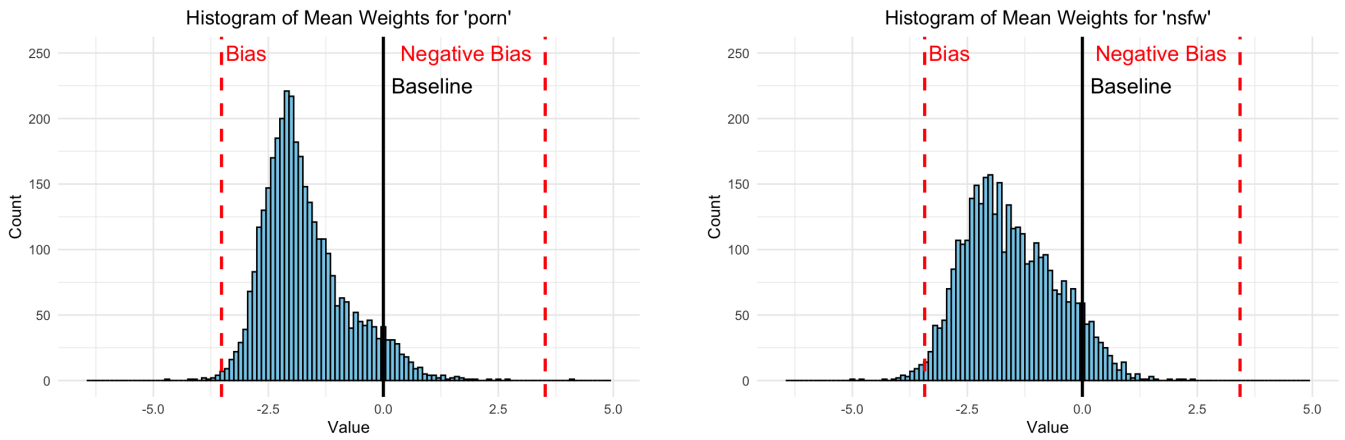 Histogram of Mean Weights for 'porn'
250
200
150
100
50
0
Count
Bias
Negative Bias
Baseline
-5.0
-2.5
0.0
2.5
5.0
Value
Histogram of Mean Weights for 'nsfw'
250
200
150
100
50
0
Count
Bias
Negative Bias
Baseline
-5.0
-2.5
0.0
2.5
5.0
Value